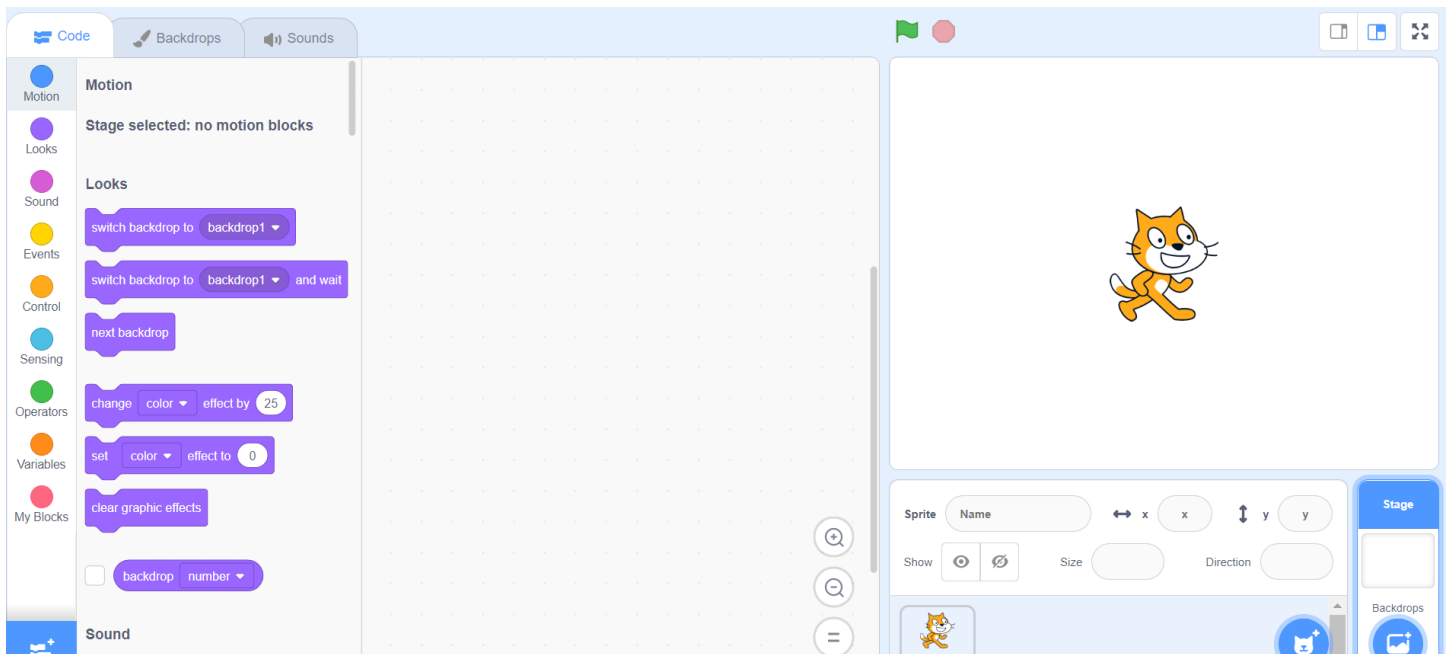 Code
Backdrops
Sounds
Motion
Looks
Sound
Events
Control
Sensing
Operators
Variables
My Blocks
Motion
Stage selected: no motion blocks
Looks
switch backdrop to backdrop1
switch backdrop to backdrop1 and wait
next backdrop
change color effect by 25
set color effect to 0
clear graphic effects
backdrop number
Sound
Sprite Name x x y y
Show Size Direction
Stage
Backdrops